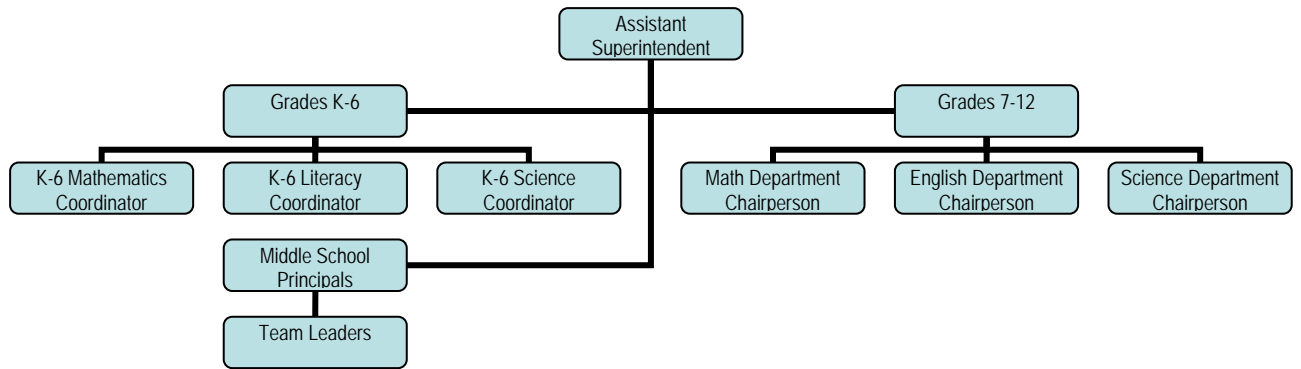 Assistant
Superintendent
Grades K-6
Grades 7-12
K-6 Mathematics
Coordinator
K-6 Literacy
Coordinator
K-6 Science
Coordinator
Math Department
Chairperson
English Department
Chairperson
Science Department
Chairperson
Middle School
Principals
Team Leaders